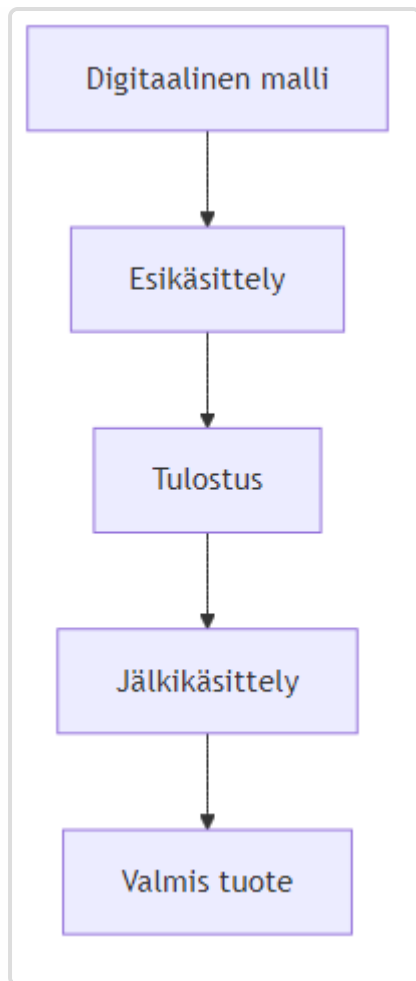 Digitaalinen malli
Esikäsittely
Tulostus
Jälkikäsittely
Valmis tuote